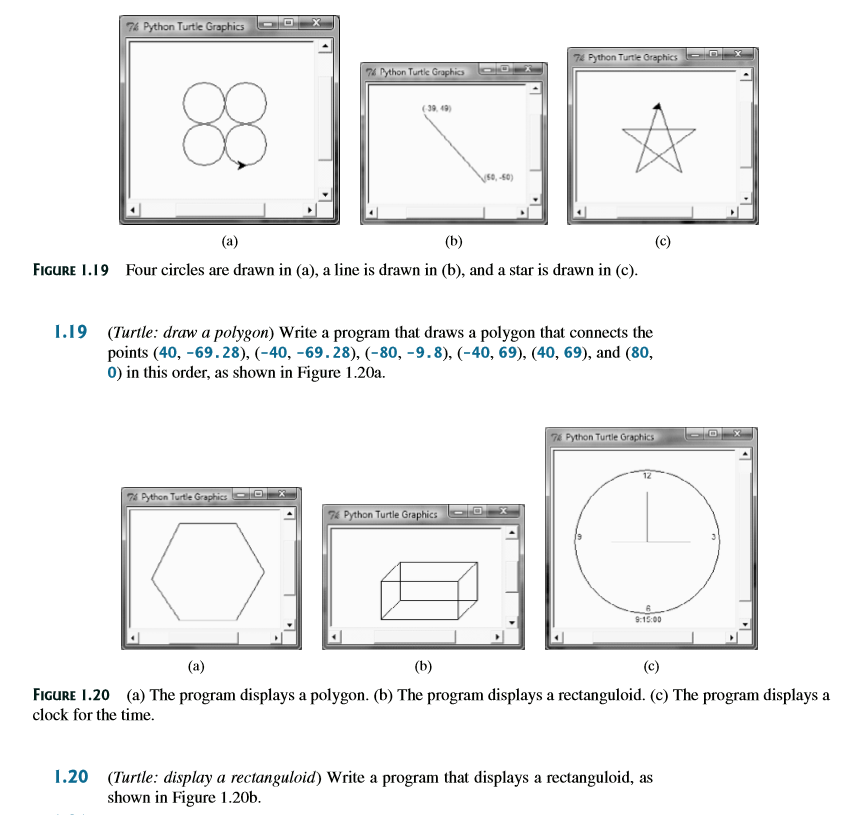 Python Turtle Graphics
Python Turtle Graphics
(-39, 49)
(50, -50)
Python Turtle Graphics
(a)
(b)
(c)
FIGURE 1.19 Four circles are drawn in (a), a line is drawn in (b), and a star is drawn in (c).
1.19 (Turtle: draw a polygon) Write a program that draws a polygon that connects the
points (40, -69.28), (-40, -69.28), (-80, -9.8), (-40, 69), (40, 69), and (80,
0) in this order, as shown in Figure 1.20a.
Python Turtle Graphics
Python Turtle Graphics
Python Turtle Graphics
12
9
3
6
9:15:00
(a)
(b)
(c)
FIGURE 1.20 (a) The program displays a polygon. (b) The program displays a rectanguloid. (c) The program displays a
clock for the time.
1.20 (Turtle: display a rectanguloid) Write a program that displays a rectanguloid, as
shown in Figure 1.20b.